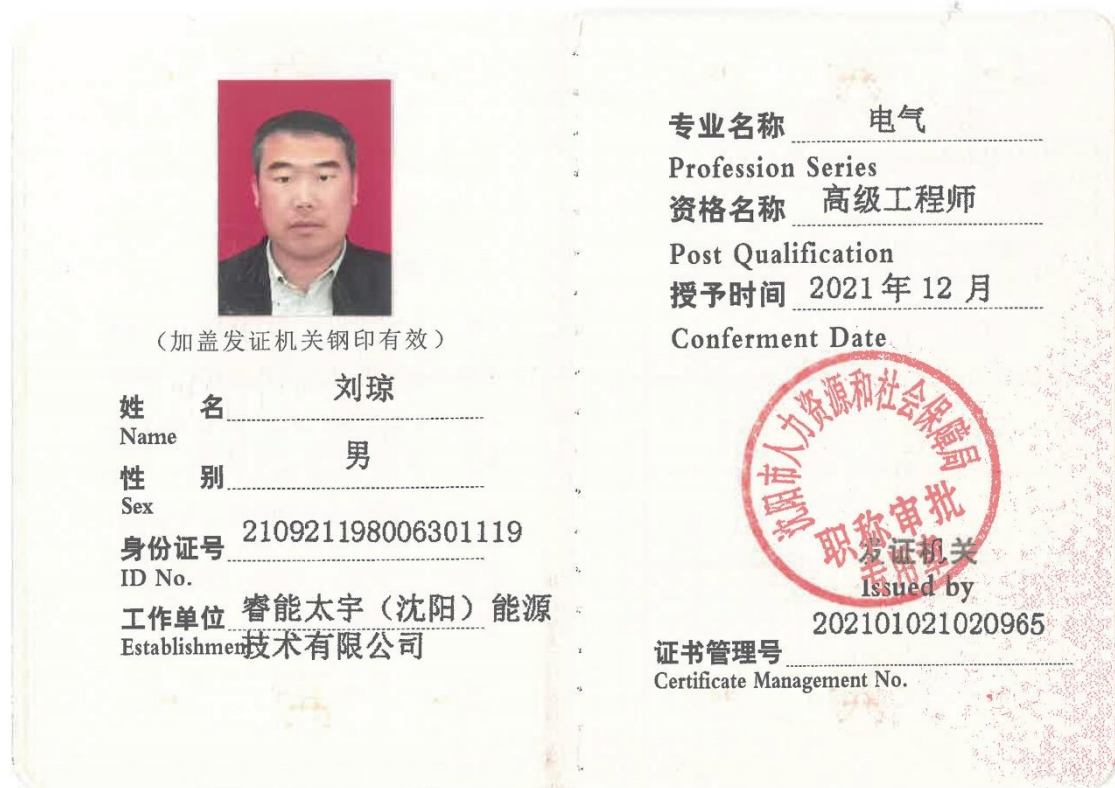 (加盖发证机关钢印有效)
姓 名 刘琼
Name
性 别 男
Sex
身份证号 210921198006301119
ID No.
工作单位 睿能太宇(沈阳)能源
Establishment 技术有限公司
专业名称 电气
Profession Series
资格名称 高级工程师
Post Qualification
授予时间 2021年12月
Conferment Date
沈阳市人力资源和社会保障局
职称审批
专用章
发证机关
Issued by
证书管理号 202101021020965
Certificate Management No.